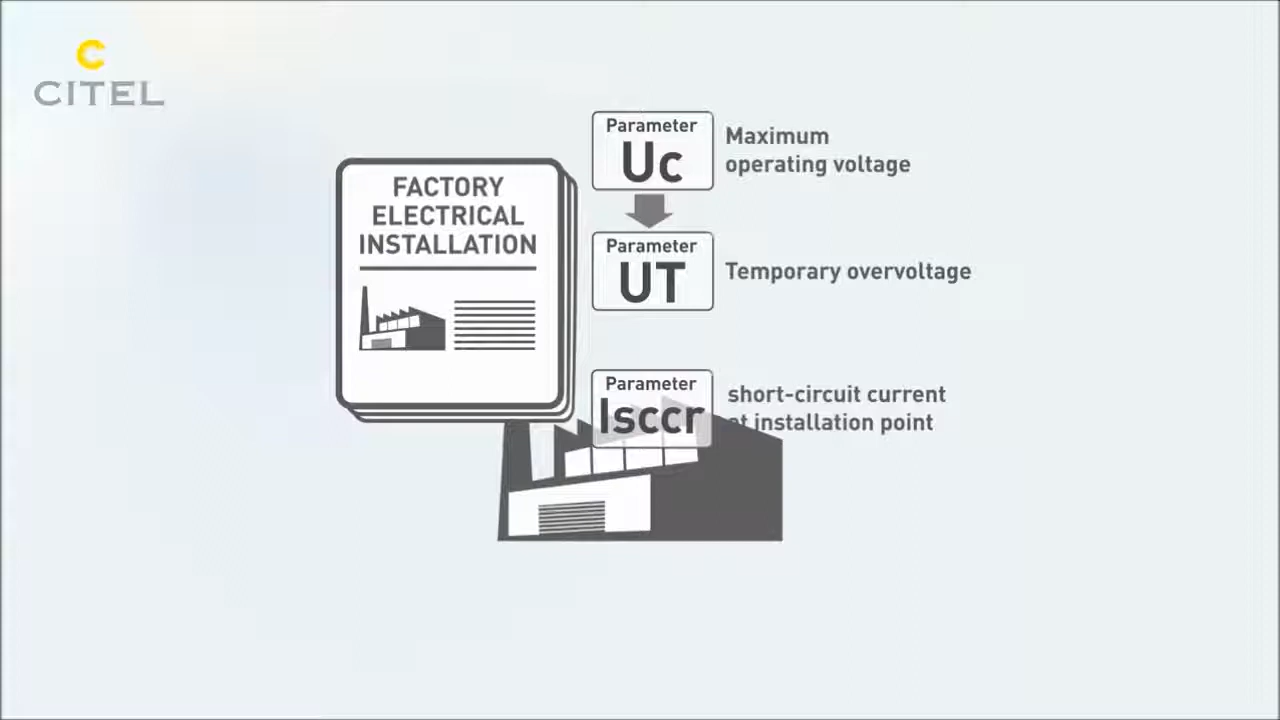 C
CITEL
FACTORY
ELECTRICAL
INSTALLATION
Parameter
Uc
Maximum
operating voltage
Parameter
UT
Temporary overvoltage
Parameter
Isccr
short-circuit current
at installation point